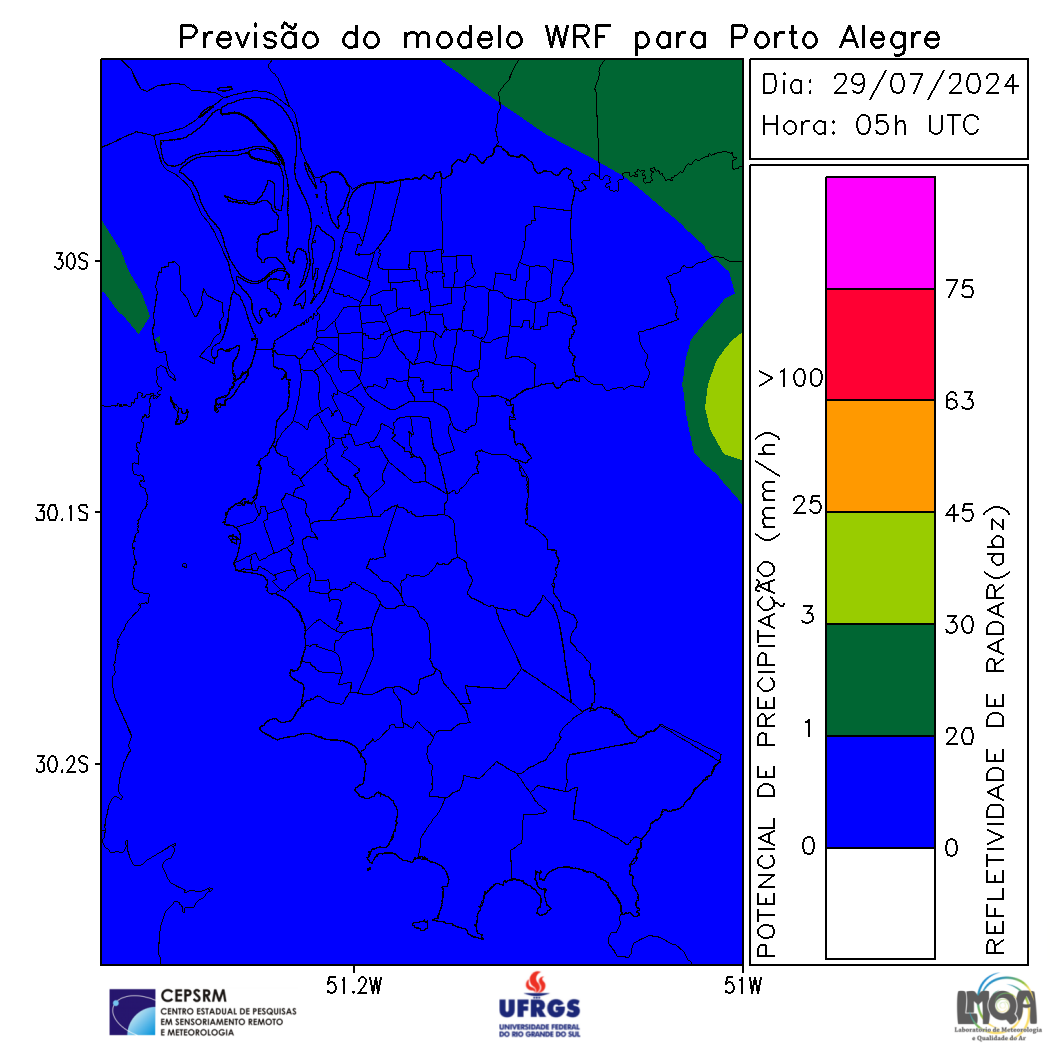 Previsão do modelo WRF para Porto Alegre
Dia: 29/07/2024
Hora: 05h UTC
30S
30.1S
30.2S
51.2W
51W
POTENCIAL DE PRECIPITAÇÃO (mm/h)
>100
25
3
1
0
75
63
45
30
20
0
REFLETIVIDADE DE RADAR(dbz)
CEPSRM
CENTRO ESTADUAL DE PESQUISAS
EM SENSORIAMENTO REMOTO
E METEOROLOGIA
UFRGS
UNIVERSIDADE FEDERAL
DO RIO GRANDE DO SUL
LMQA
Laboratório de Meteorologia
e Qualidade do Ar